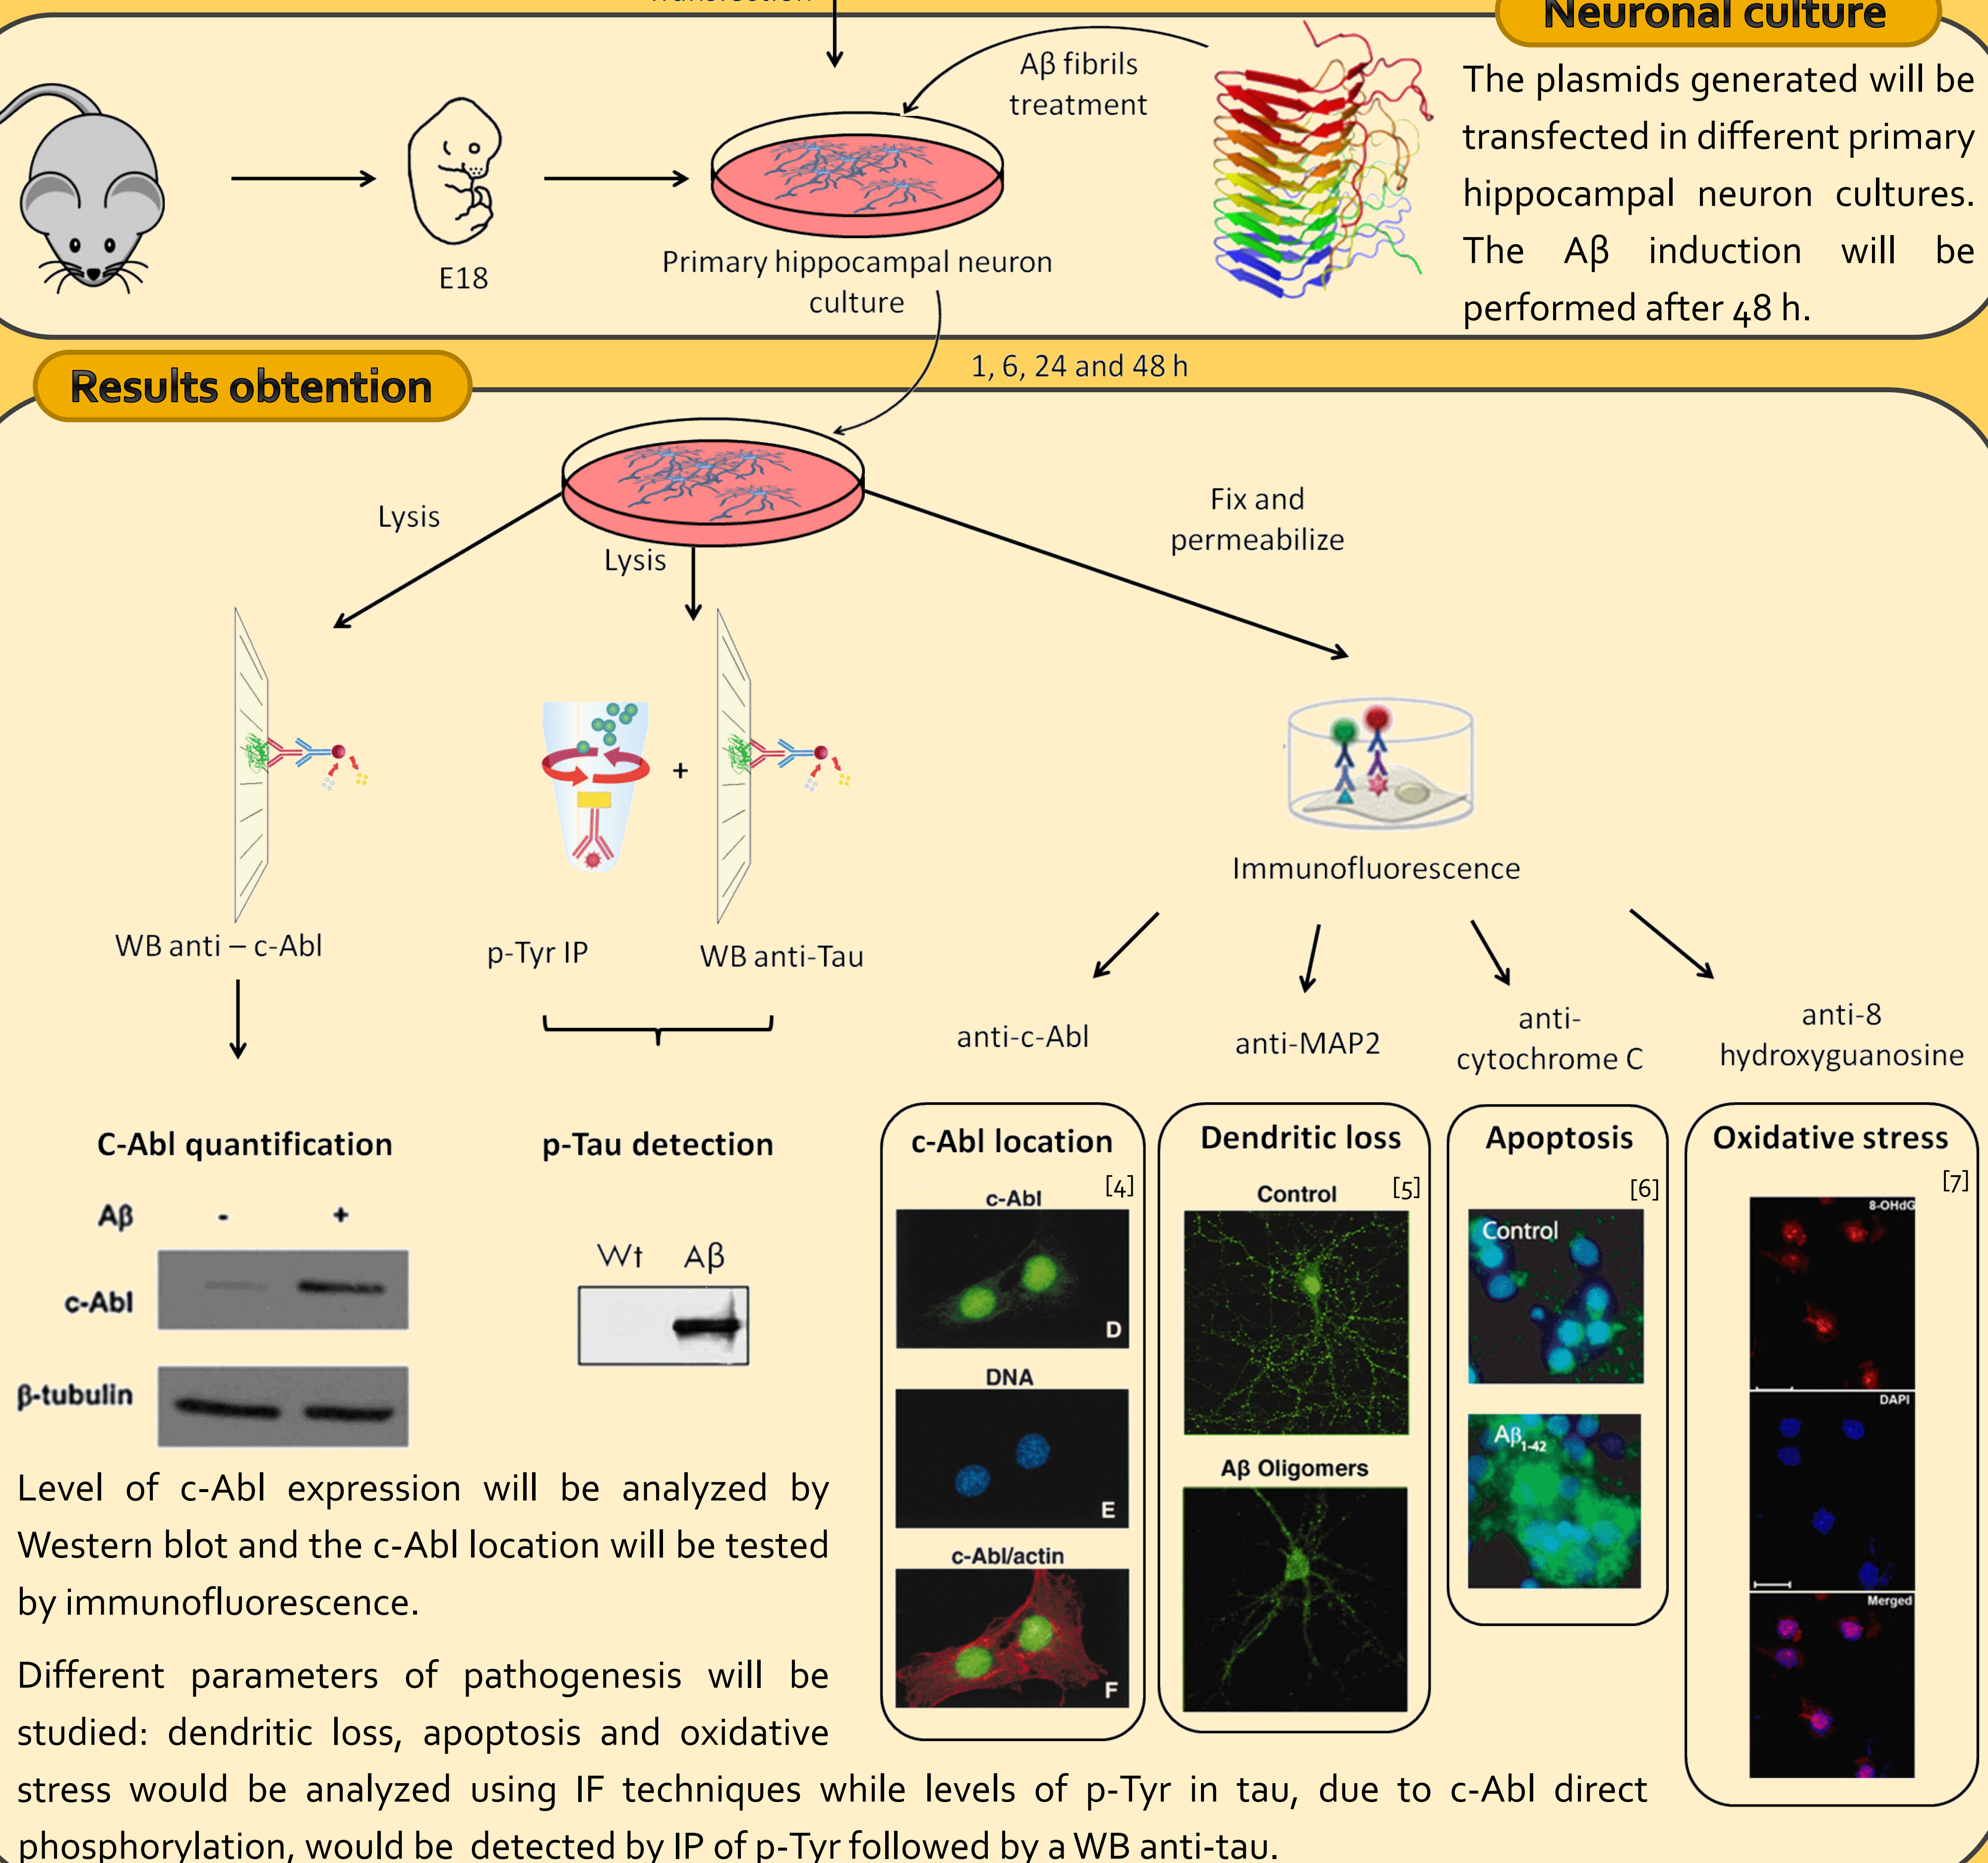 Transfection
Neuronal culture
Aβ fibrils
treatment
The plasmids generated will be
transfected in different primary
hippocampal neuron cultures.
The Aβ induction will be
performed after 48 h.
E18
Primary hippocampal neuron
culture
1, 6, 24 and 48 h
Results obtention
Lysis
Lysis
Fix and
permeabilize
+
Immunofluorescence
WB anti – c-Abl
p-Tyr IP
WB anti-Tau
anti-c-Abl
anti-MAP2
anti-
cytochrome C
anti-8
hydroxyguanosine
C-Abl quantification
Aβ - +
c-Abl
β-tubulin
p-Tau detection
Wt Aβ
c-Abl location
[4]
c-Abl
D
DNA
E
c-Abl/actin
F
Dendritic loss
[5]
Control
Aβ Oligomers
Apoptosis
[6]
Control
Aβ1-42
Oxidative stress
[7]
8-OHdG
DAPI
Merged
Level of c-Abl expression will be analyzed by
Western blot and the c-Abl location will be tested
by immunofluorescence.
Different parameters of pathogenesis will be
studied: dendritic loss, apoptosis and oxidative
stress would be analyzed using IF techniques while levels of p-Tyr in tau, due to c-Abl direct
phosphorylation, would be detected by IP of p-Tyr followed by a WB anti-tau.